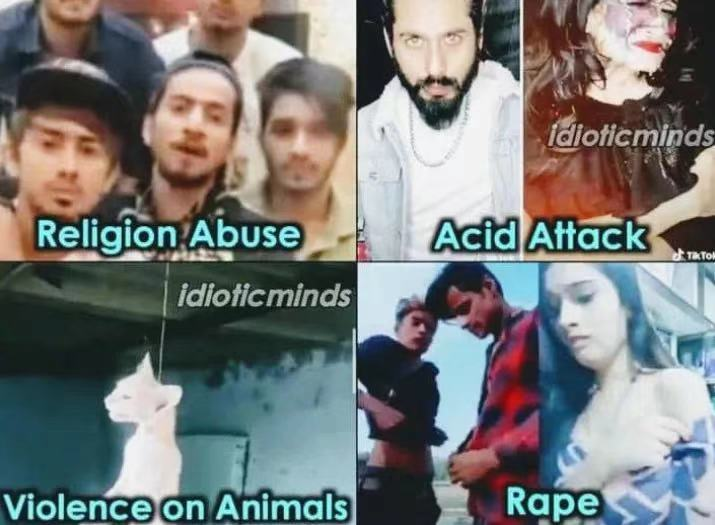 idioticminds
Religion Abuse
Acid Attack
TikTok
idioticminds
Violence on Animals
Rape